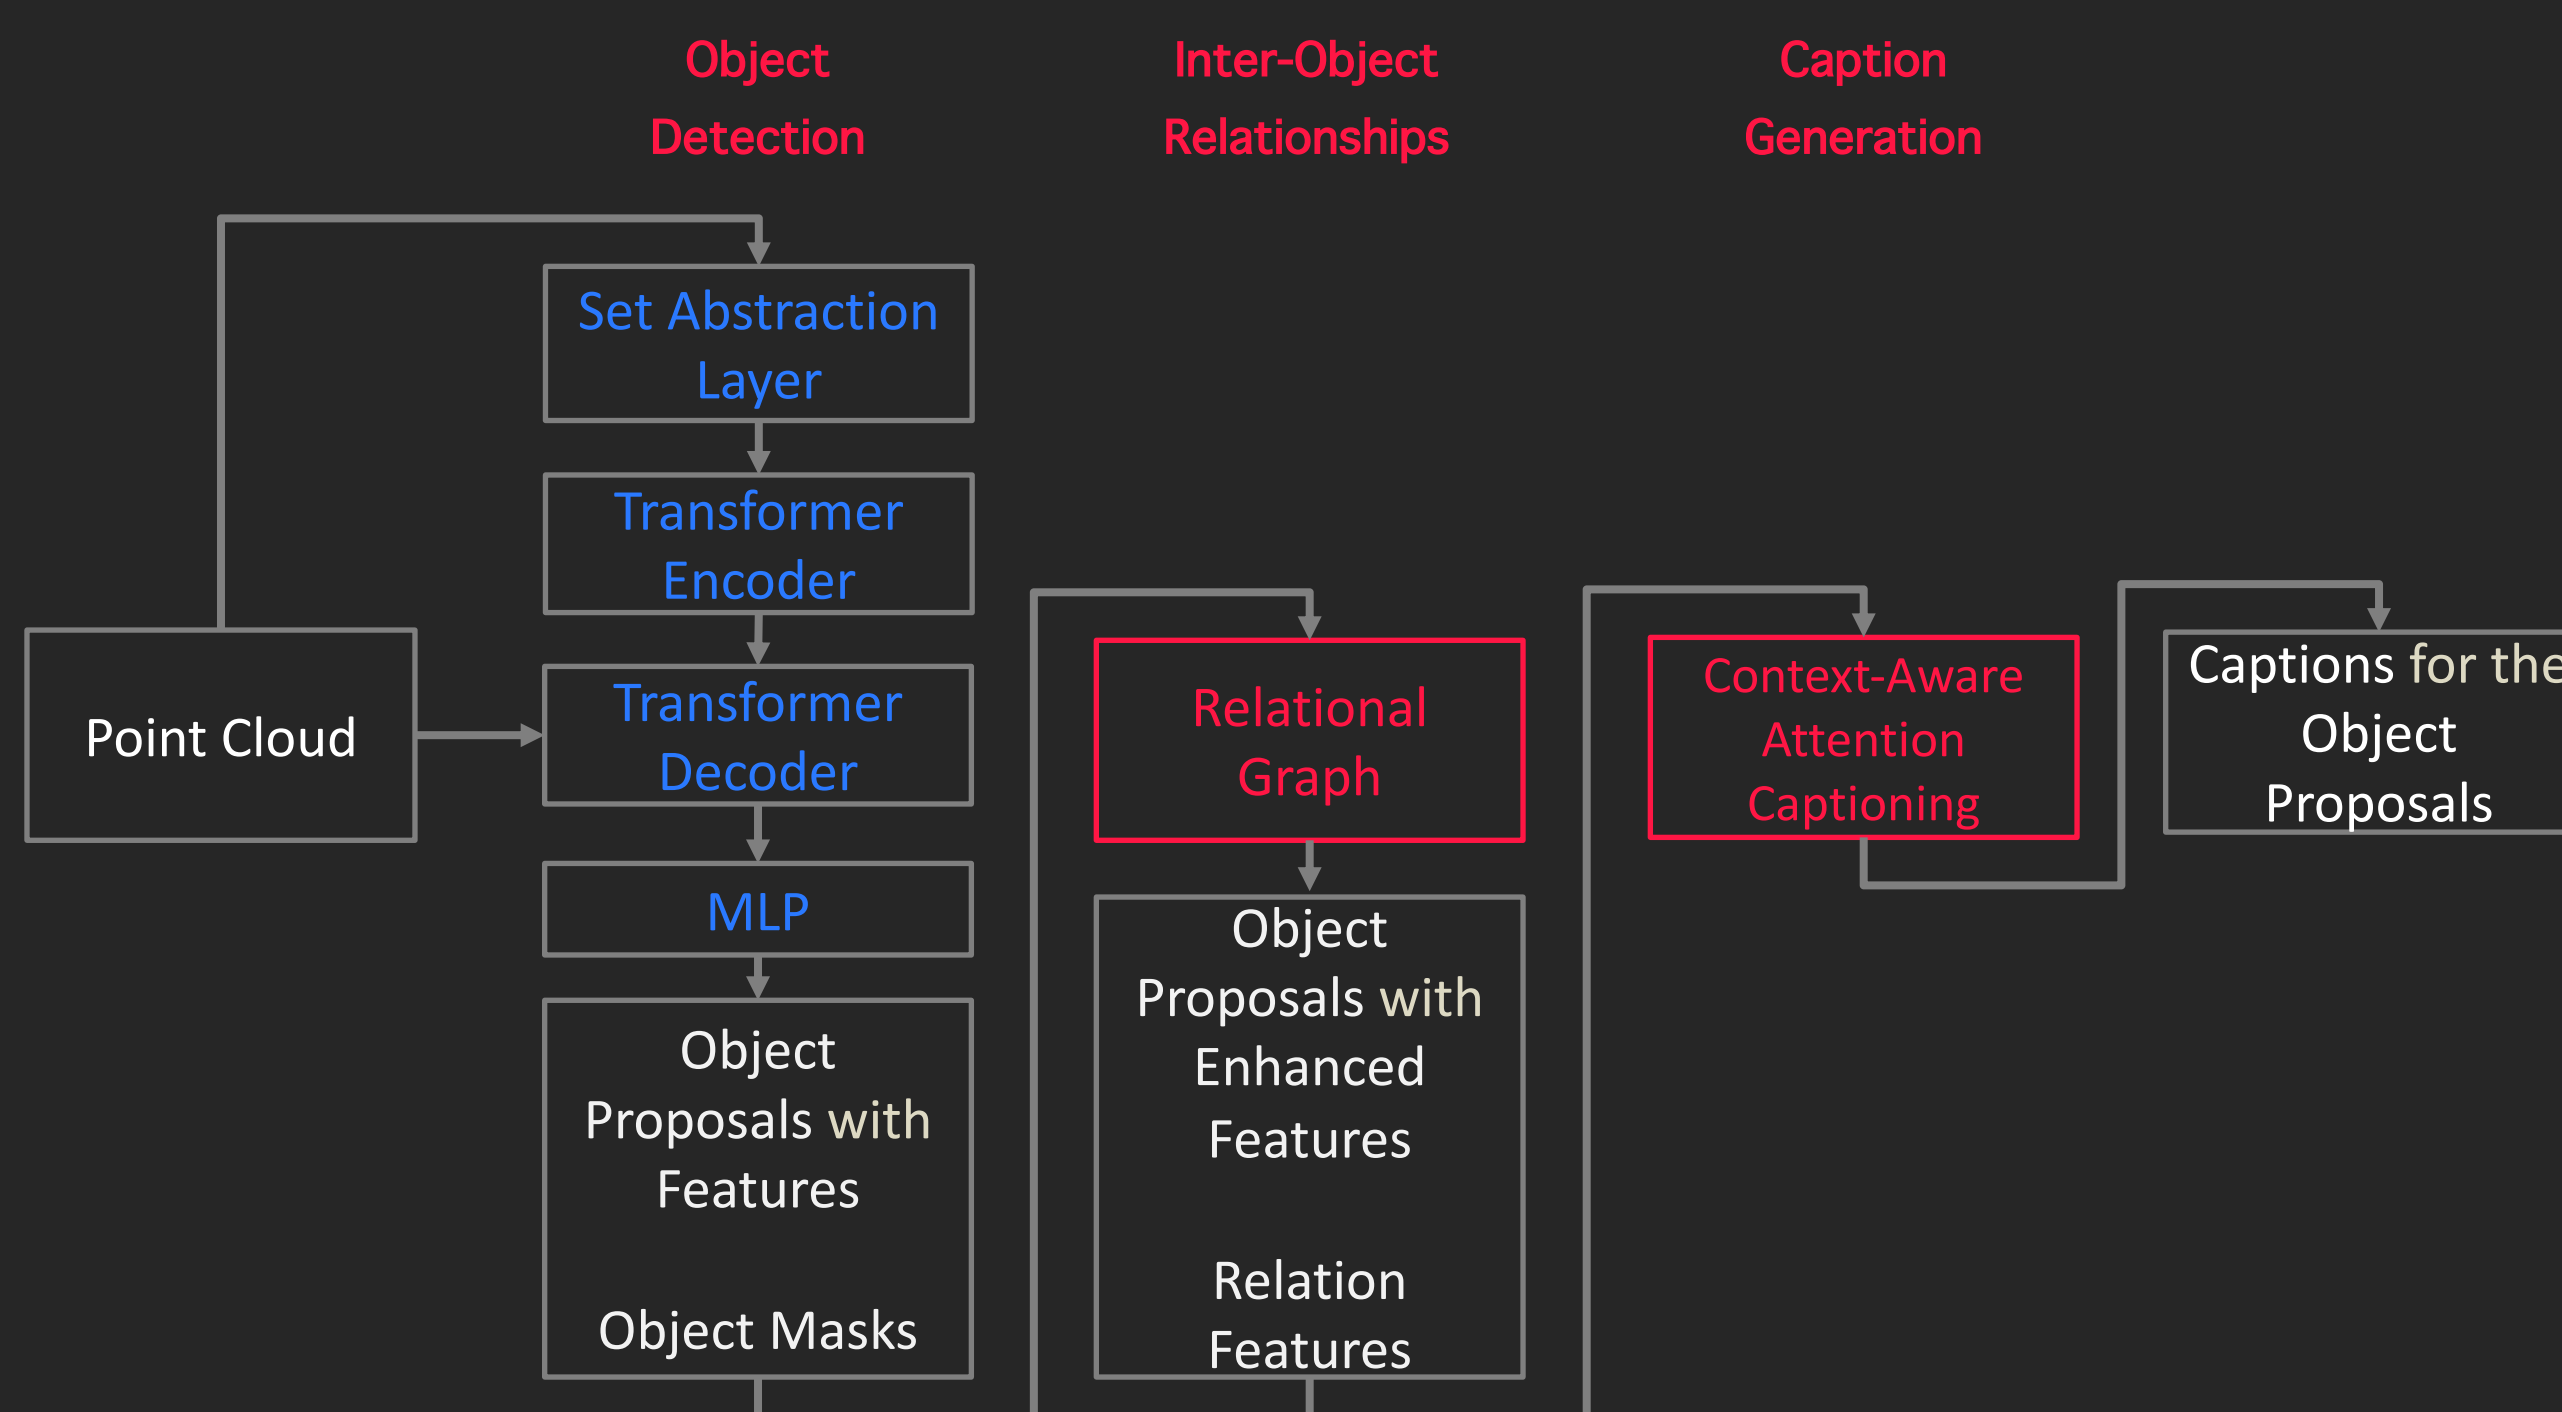 Object
Detection
Inter-Object
Relationships
Caption
Generation
Set Abstraction
Layer
Transformer
Encoder
Point Cloud
Transformer
Decoder
MLP
Object
Proposals with
Features
Object Masks
Relational
Graph
Object
Proposals with
Enhanced
Features
Relation
Features
Context-Aware
Attention
Captioning
Captions for the
Object
Proposals